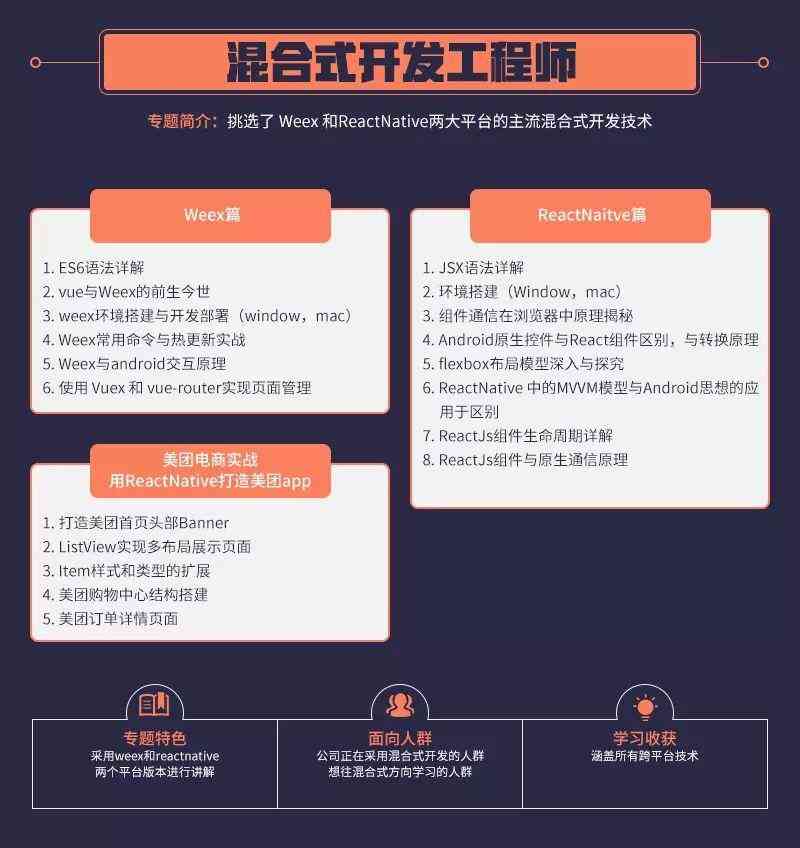 混合式开发工程师
专题简介：挑选了 Weex 和ReactNative两大平台的主流混合式开发技术
Weex篇
1. ES6语法详解
2. vue与Weex的前生今世
3. weex环境搭建与开发部署（window，mac）
4. Weex常用命令与热更新实战
5. Weex与android交互原理
6. 使用 Vuex 和 vue-router实现页面管理
ReactNaitve篇
1. JSX语法详解
2. 环境搭建（Window，mac）
3. 组件通信在浏览器中原理揭秘
4. Android原生控件与React组件区别，与转换原理
5. flexbox布局模型深入与探究
6. ReactNative 中的MVVM模型与Android思想的应
用于区别
7. ReactJs组件生命周期详解
8. ReactJs组件与原生通信原理
美团电商实战
用ReactNative打造美团app
1. 打造美团首页头部Banner
2. ListView实现多布局展示页面
3. Item样式和类型的扩展
4. 美团购物中心结构搭建
5. 美团订单详情页面
专题特色
采用weex和reactnative
两个平台版本进行讲解
面向人群
公司正在采用混合式开发的人群
想往混合式方向学习的人群
学习收获
涵盖所有跨平台技术